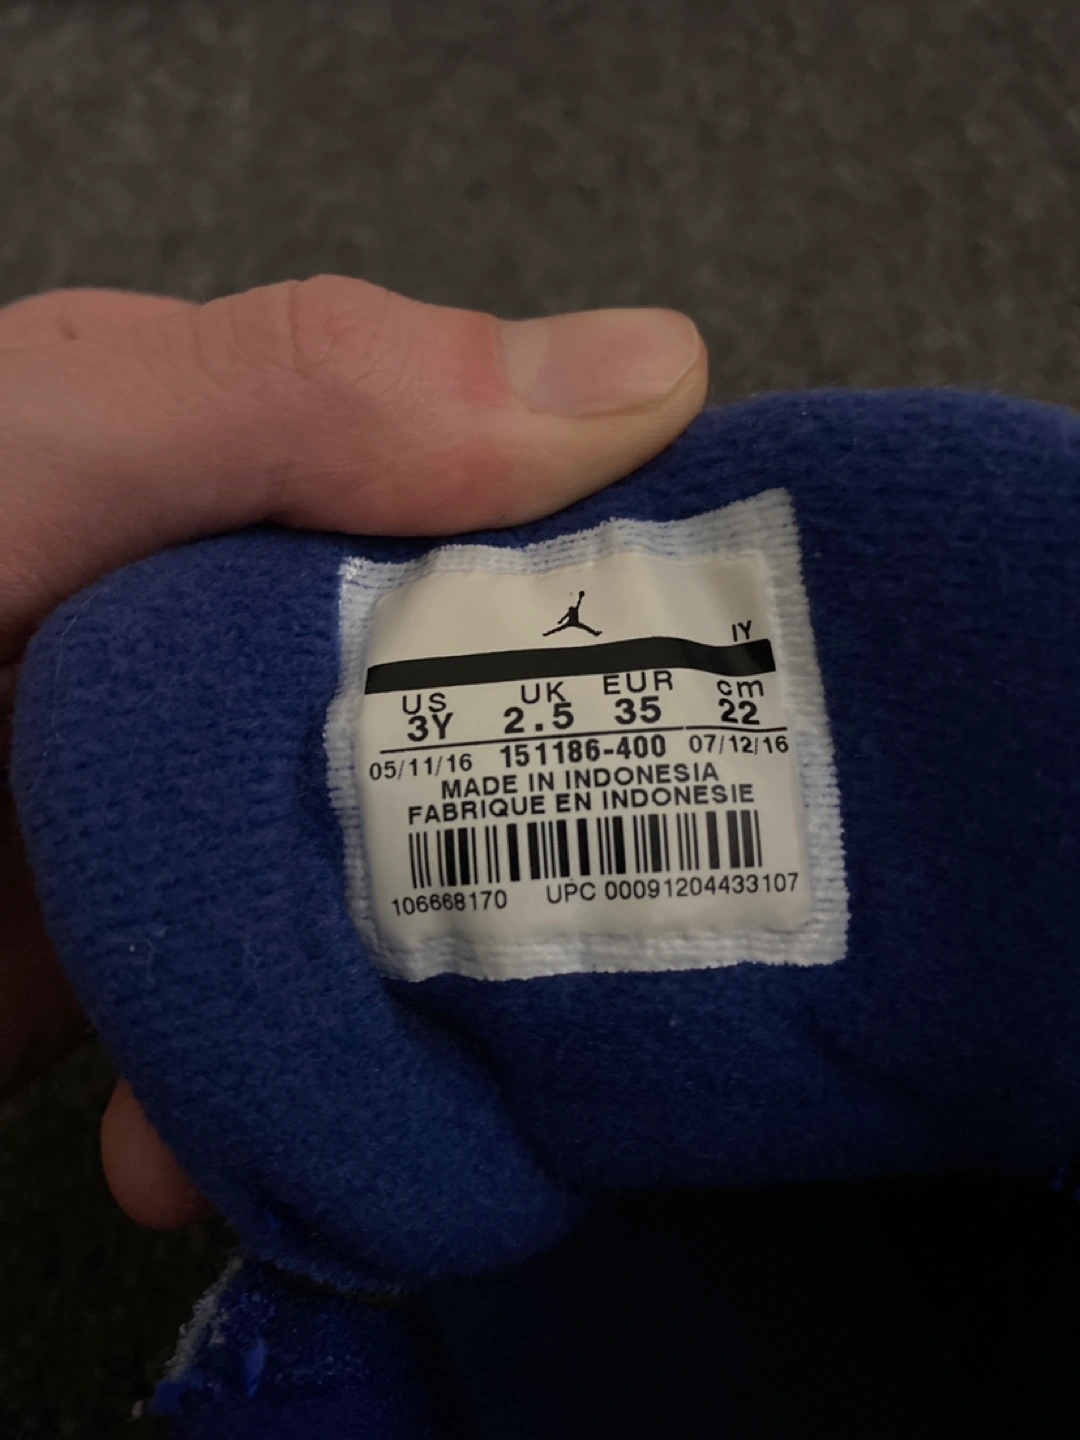 IY
US UK EUR cm
3Y 2.5 35 22
05/11/16 151186-400 07/12/16
MADE IN INDONESIA
FABRIQUE EN INDONESIE
106668170 UPC 00091204433107